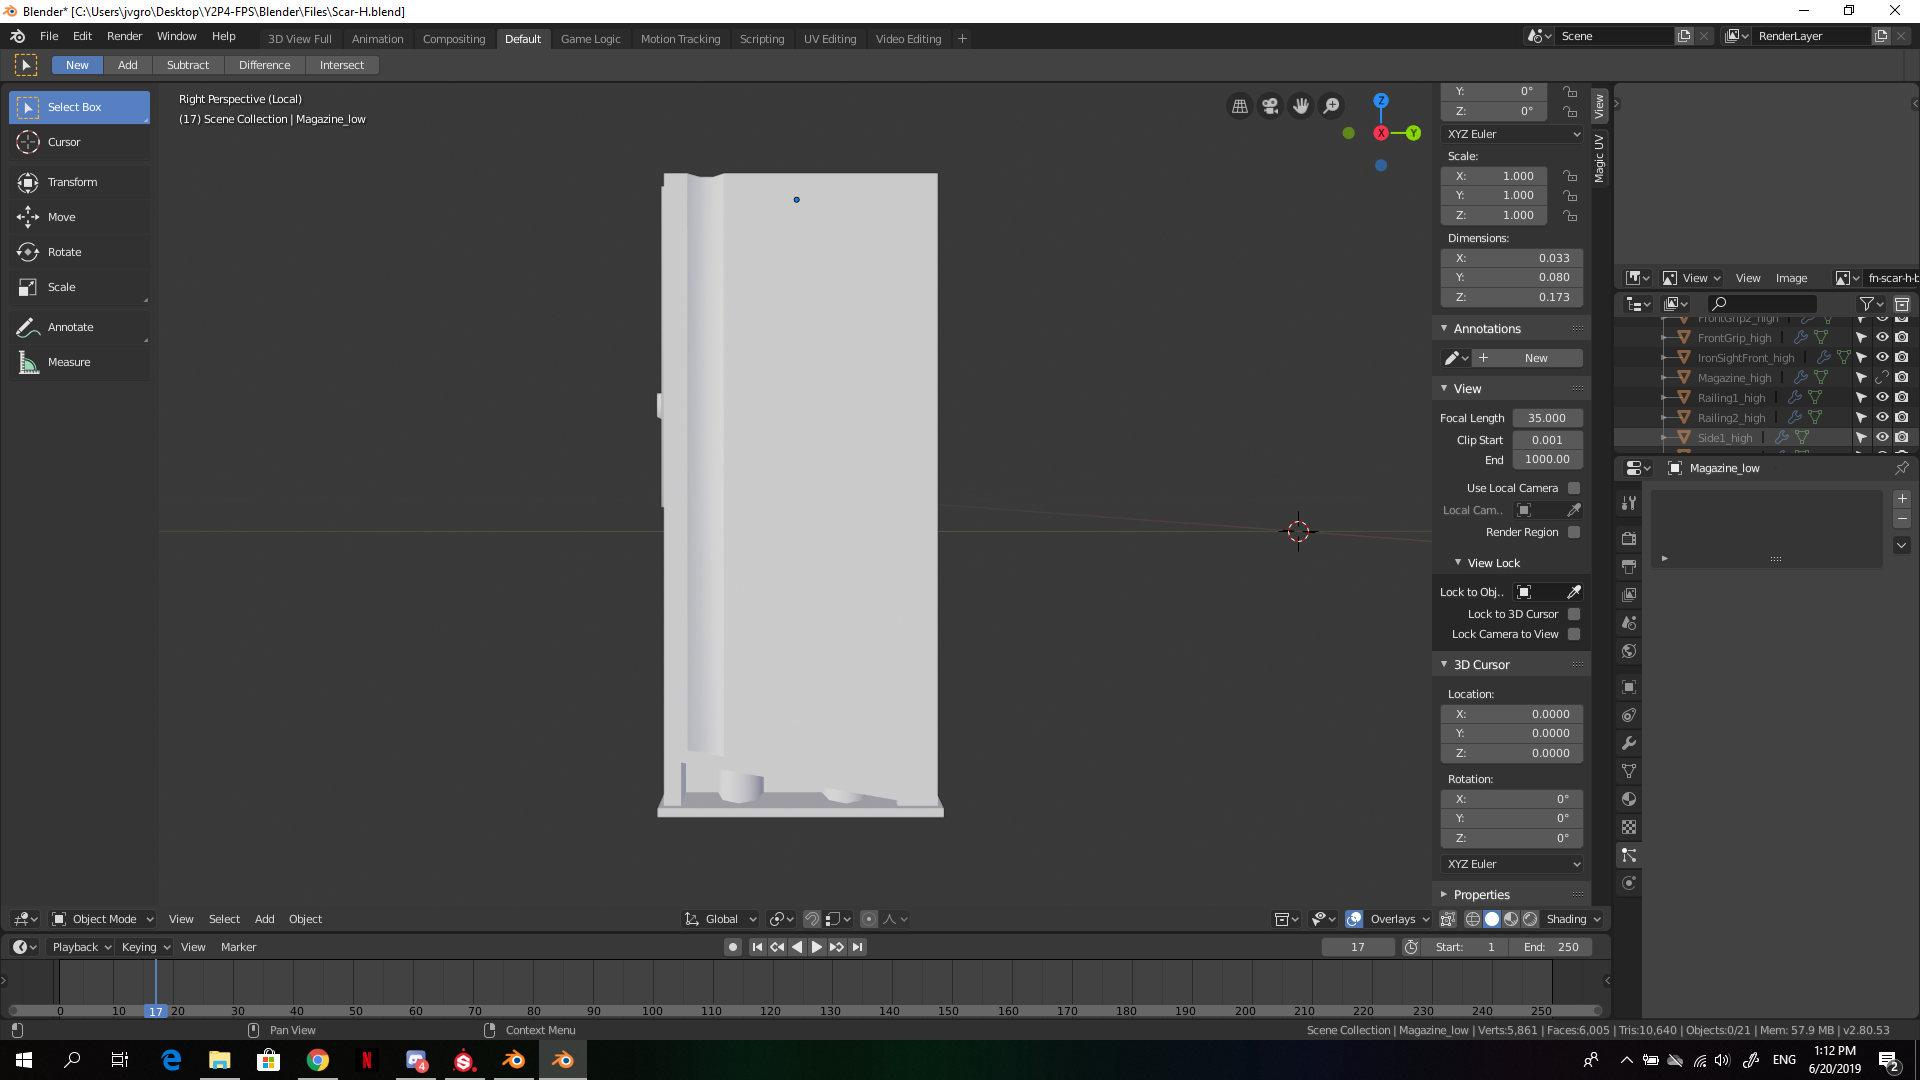 Blender* [C:\Users\jvgro\Desktop\Y2P4-FPS\Blender\Files\Scar-H.blend]
File Edit Render Window Help 3D View Full Animation Compositing Default Game Logic Motion Tracking Scripting UV Editing Video Editing + Scene RenderLayer
New Add Subtract Difference Intersect
Select Box
Cursor
Transform
Move
Rotate
Scale
Annotate
Measure
Right Perspective (Local)
(17) Scene Collection | Magazine_low
Z
X
Y
Y: 0°
Z: 0°
XYZ Euler
Scale:
X: 1.000
Y: 1.000
Z: 1.000
Dimensions:
X: 0.033
Y: 0.080
Z: 0.173
Annotations
+ New
View
Focal Length 35.000
Clip Start 0.001
End 1000.00
Use Local Camera
Local Cam..
Render Region
View Lock
Lock to Obj..
Lock to 3D Cursor
Lock Camera to View
3D Cursor
Location:
X: 0.0000
Y: 0.0000
Z: 0.0000
Rotation:
X: 0°
Y: 0°
Z: 0°
XYZ Euler
Properties
View
Magic UV
View View Image fn-scar-h-b
FrontGrip2_high
FrontGrip_high
IronSightFront_high
Magazine_high
Railing1_high
Railing2_high
Side1_high
Magazine_low
Object Mode View Select Add Object Global Overlays Shading
Playback Keying View Marker 17 Start: 1 End: 250
0 10 17 20 30 40 50 60 70 80 90 100 110 120 130 140 150 160 170 180 190 200 210 220 230 240 250
Pan View Context Menu Scene Collection | Magazine_low | Verts:5,861 | Faces:6,005 | Tris:10,640 | Objects:0/21 | Mem: 57.9 MB | v2.80.53
N 4 ENG 1:12 PM
6/20/2019 2